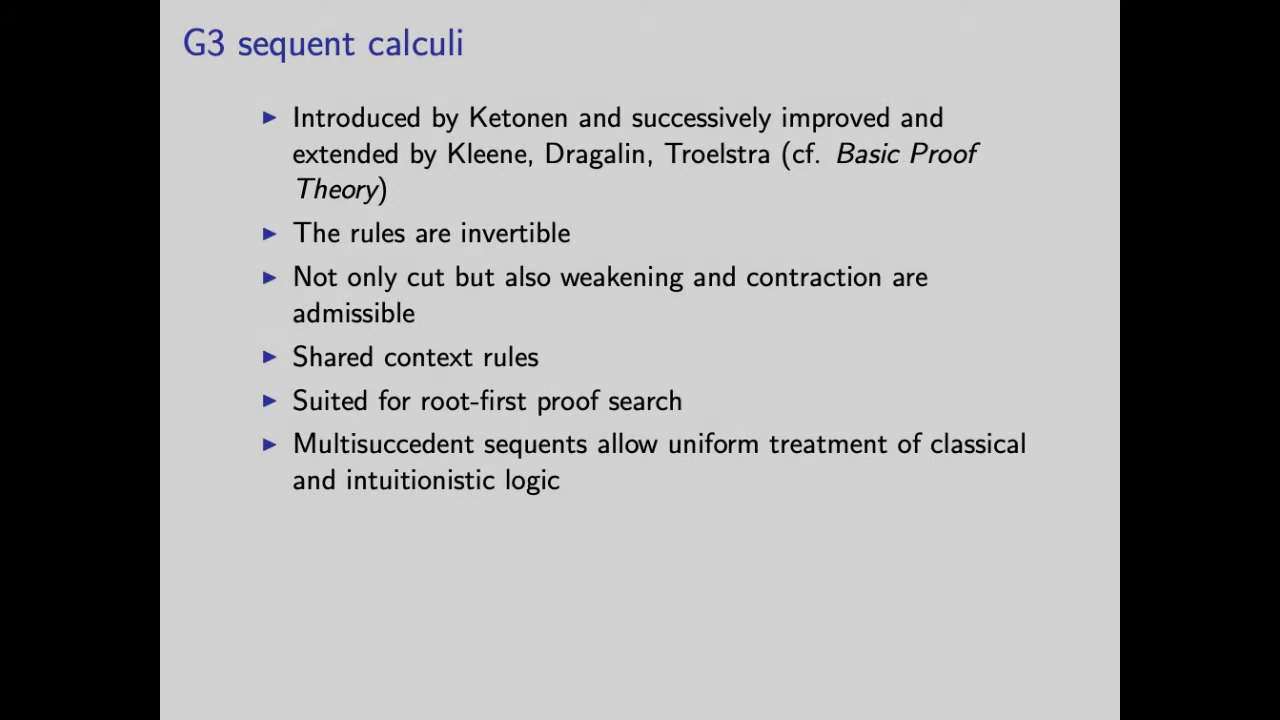 G3 sequent calculi
▶ Introduced by Ketonen and successively improved and
extended by Kleene, Dragalin, Troelstra (cf. Basic Proof
Theory)
▶ The rules are invertible
▶ Not only cut but also weakening and contraction are
admissible
▶ Shared context rules
▶ Suited for root-first proof search
▶ Multisuccedent sequents allow uniform treatment of classical
and intuitionistic logic